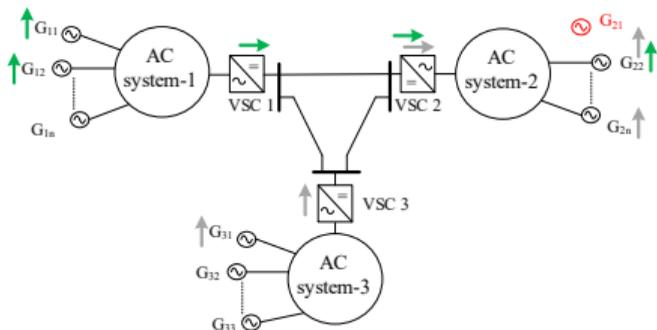 G11
G12
G1n
AC
system-1
VSC 1
VSC 2
AC
system-2
G21
G22
G2n
VSC 3
G31
G32
G33
AC
system-3